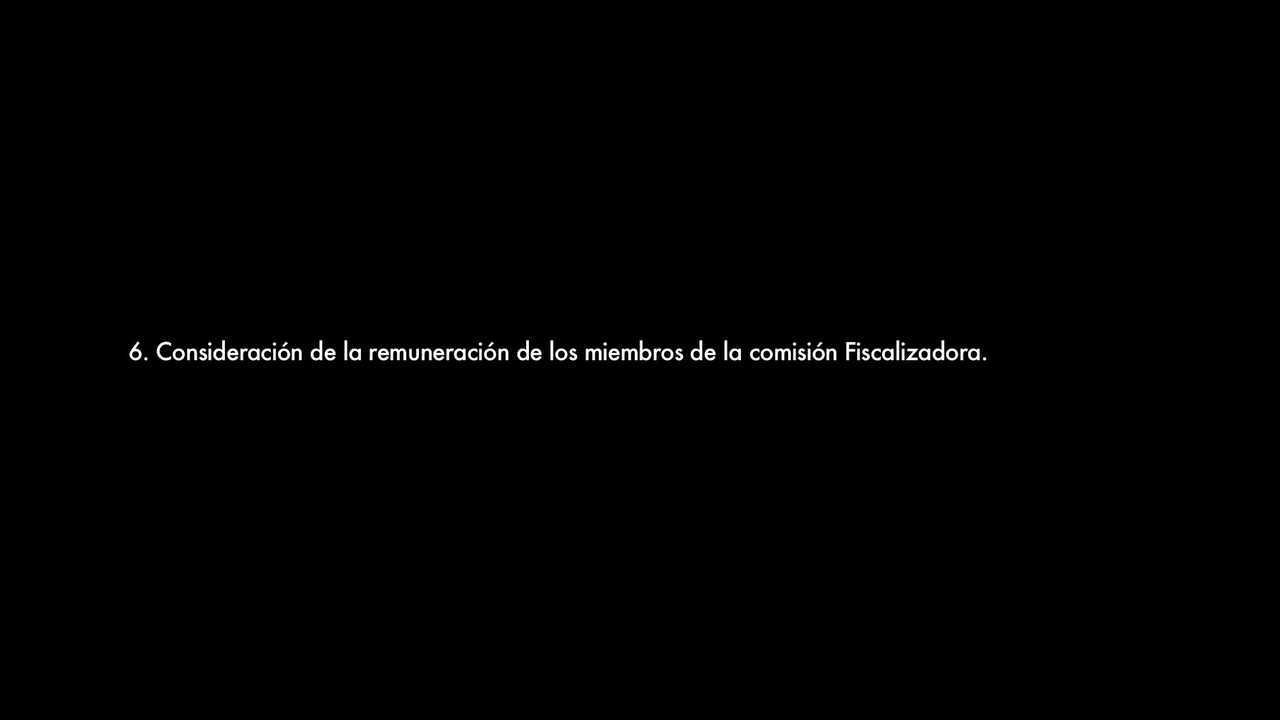 6. Consideración de la remuneración de los miembros de la comisión Fiscalizadora.